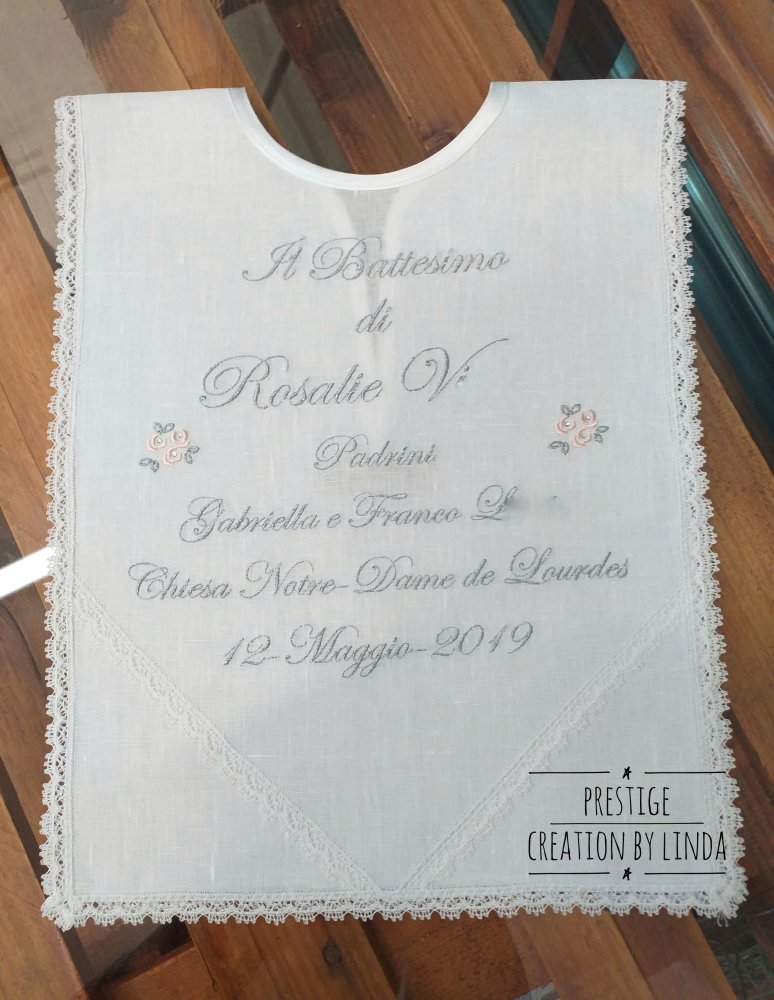 Il Battesimo
di
Rosalie
Padrini
Gabriella e Franco
Chiesa Notre-Dame de Lourdes
12-Maggio-2019
PRESTIGE
CREATION BY LINDA